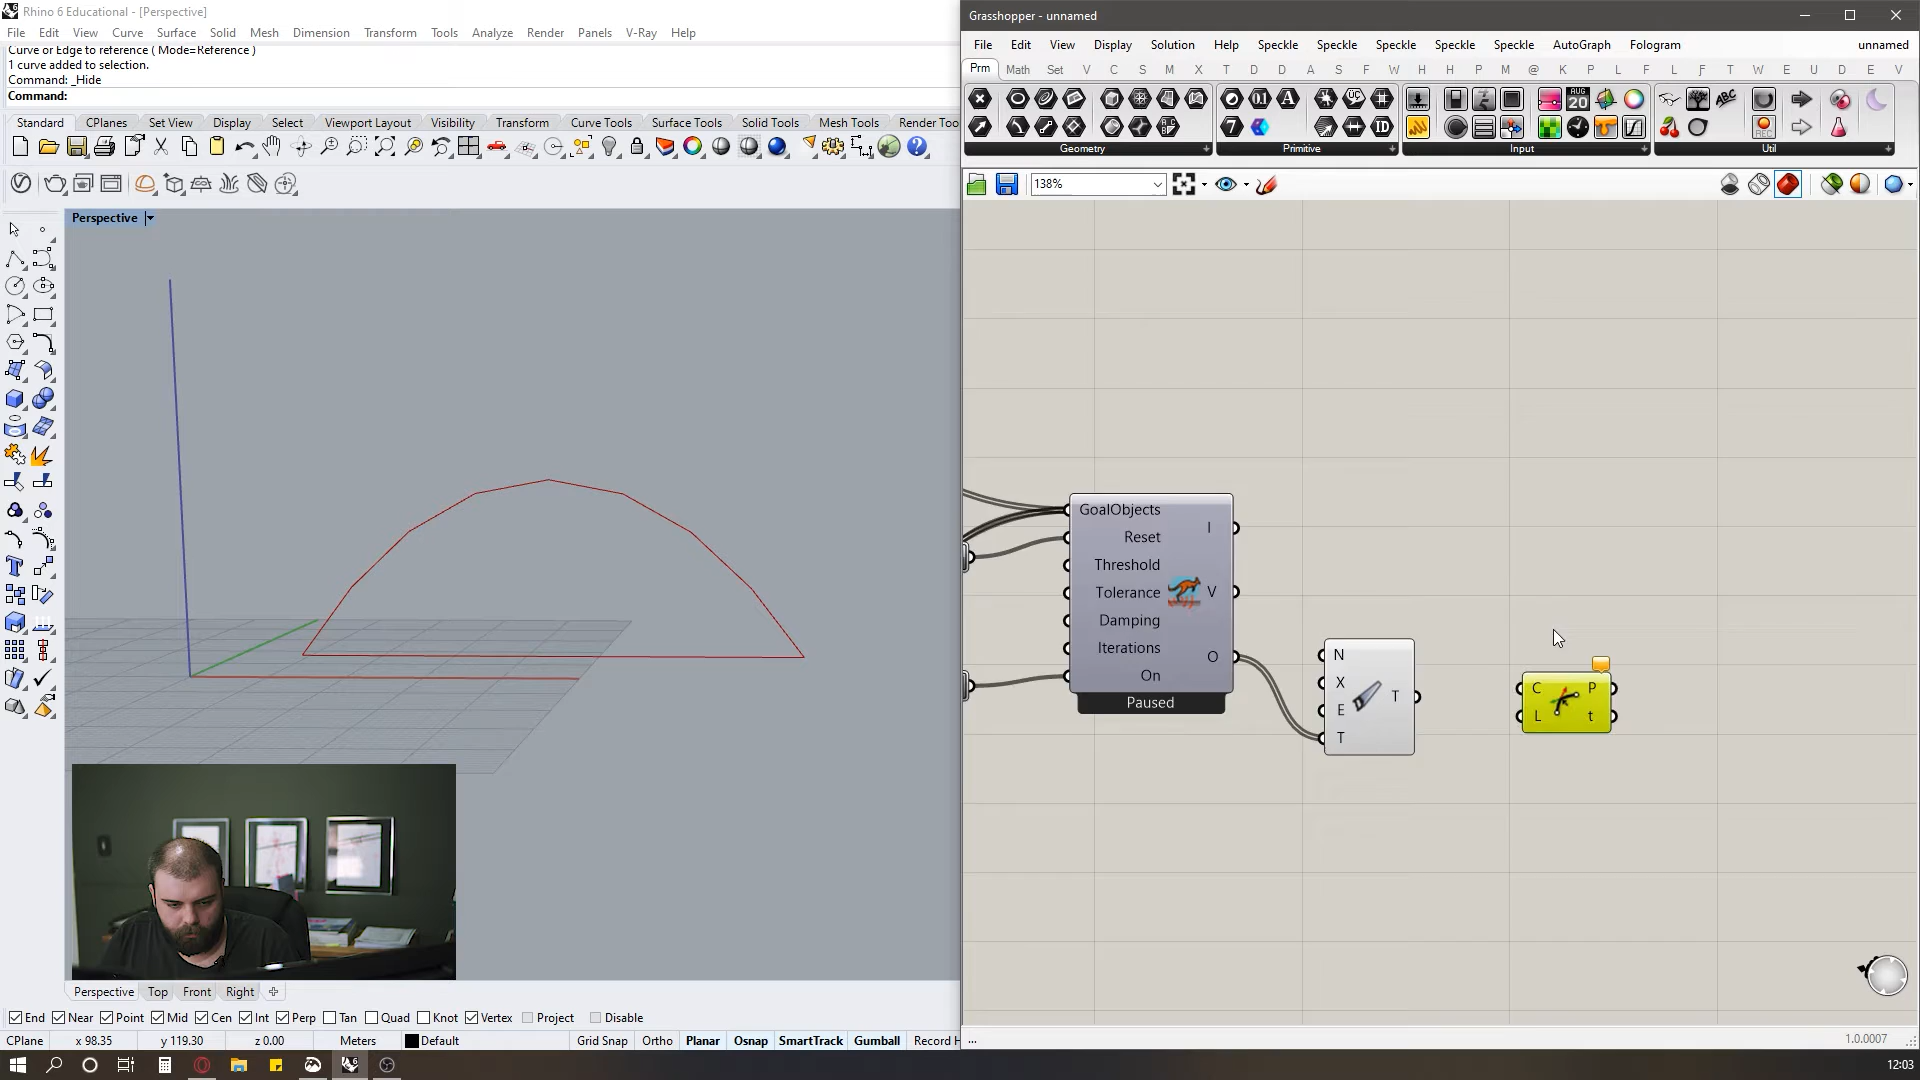 Rhino 6 Educational - [Perspective]
File Edit View Curve Surface Solid Mesh Dimension Transform Tools Analyze Render Panels V-Ray Help
Curve or Edge to reference ( Mode=Reference )
1 curve added to selection.
Command: _Hide
Command:
Standard CPlanes Set View Display Select Viewport Layout Visibility Transform Curve Tools Surface Tools Solid Tools Mesh Tools Render Too
Perspective
Perspective Top Front Right
End Near Point Mid Cen Int Perp Tan Quad Knot Vertex Project Disable
CPlane x 98.35 y 119.30 z 0.00 Meters Default Grid Snap Ortho Planar Osnap SmartTrack Gumball Record H
Grasshopper - unnamed
File Edit View Display Solution Help Speckle Speckle Speckle Speckle Speckle AutoGraph Fologram unnamed
Prm Math Set V C S M X T D D A S F W H H P M @ K P L F T W E U D E V
Geometry Primitive Input Util
138%
GoalObjects
Reset
Threshold
Tolerance
Damping
Iterations
On
I
V
O
Paused
N
X
E
T
T
C P
L t
... 1.0.0007
12:03